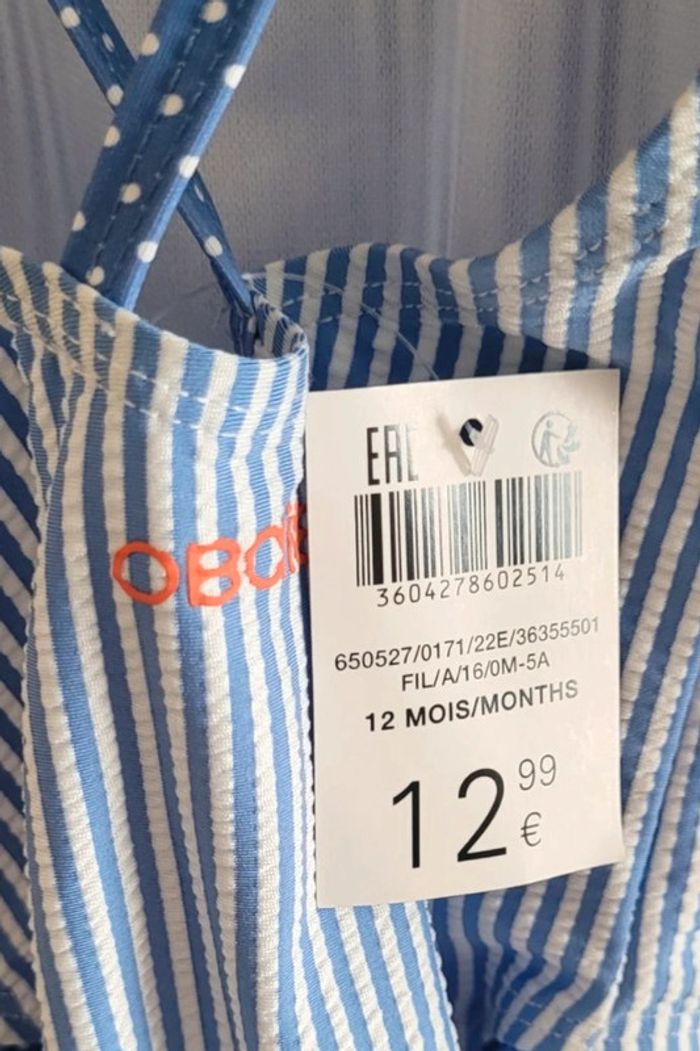 EAC
3604278602514
650527/0171/22E/36355501
FIL/A/16/0M-5A
12 MOIS/MONTHS
12 99
€